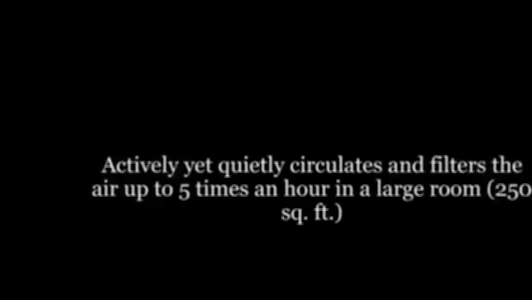 Actively yet quietly circulates and filters the
air up to 5 times an hour in a large room (250
sq. ft.)